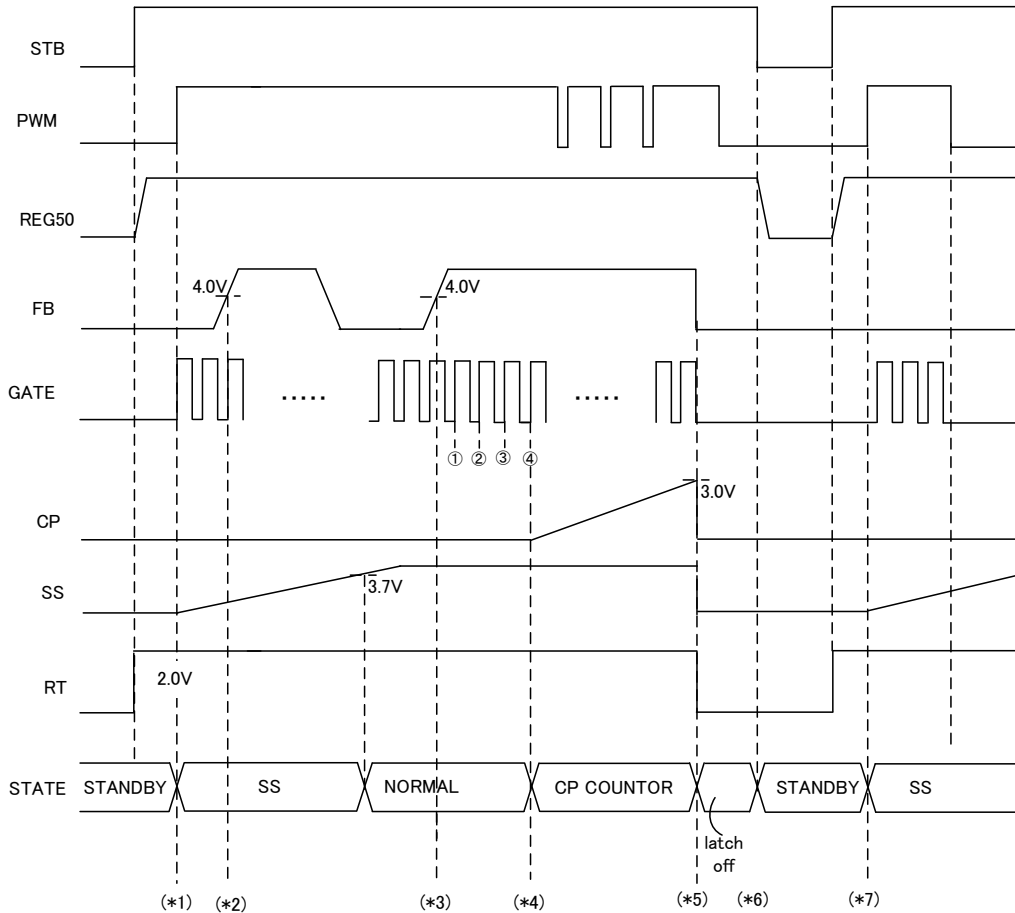 STB
PWM
REG50
4.0V
4.0V
FB
GATE
.....
.....
① ② ③ ④
3.0V
CP
3.7V
SS
2.0V
RT
STATE STANDBY SS NORMAL CP COUNTOR STANDBY SS
latch
off
(*1) (*2) (*3) (*4) (*5) (*6) (*7)